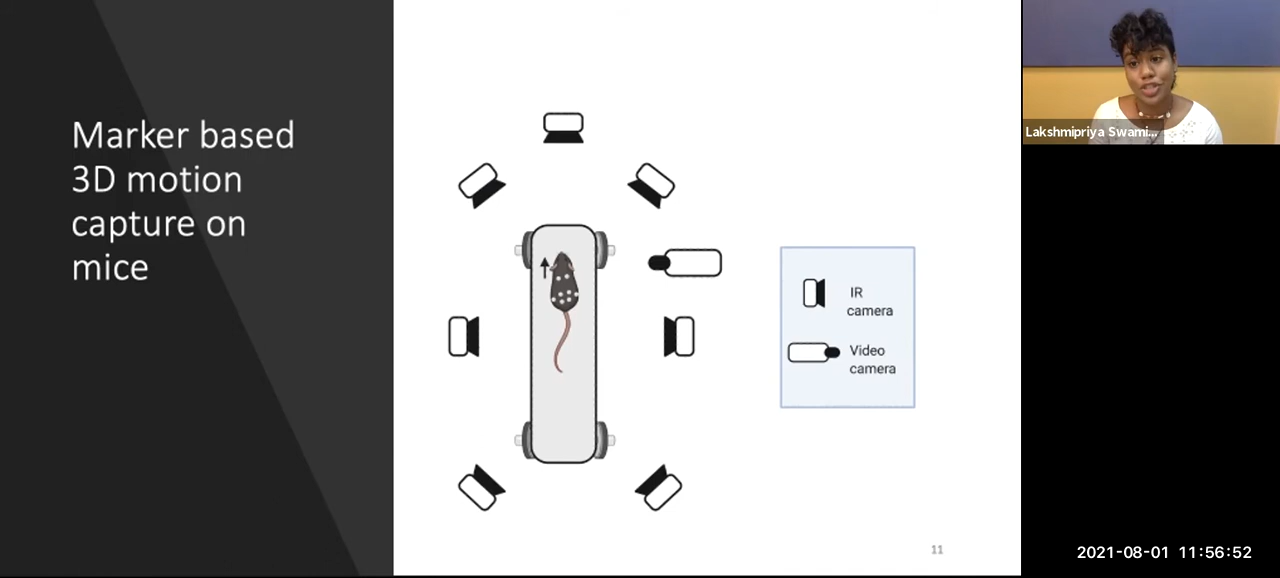 Marker based
3D motion
capture on
mice
IR
camera
Video
camera
11
Lakshmipriya Swami...
2021-08-01 11:56:52